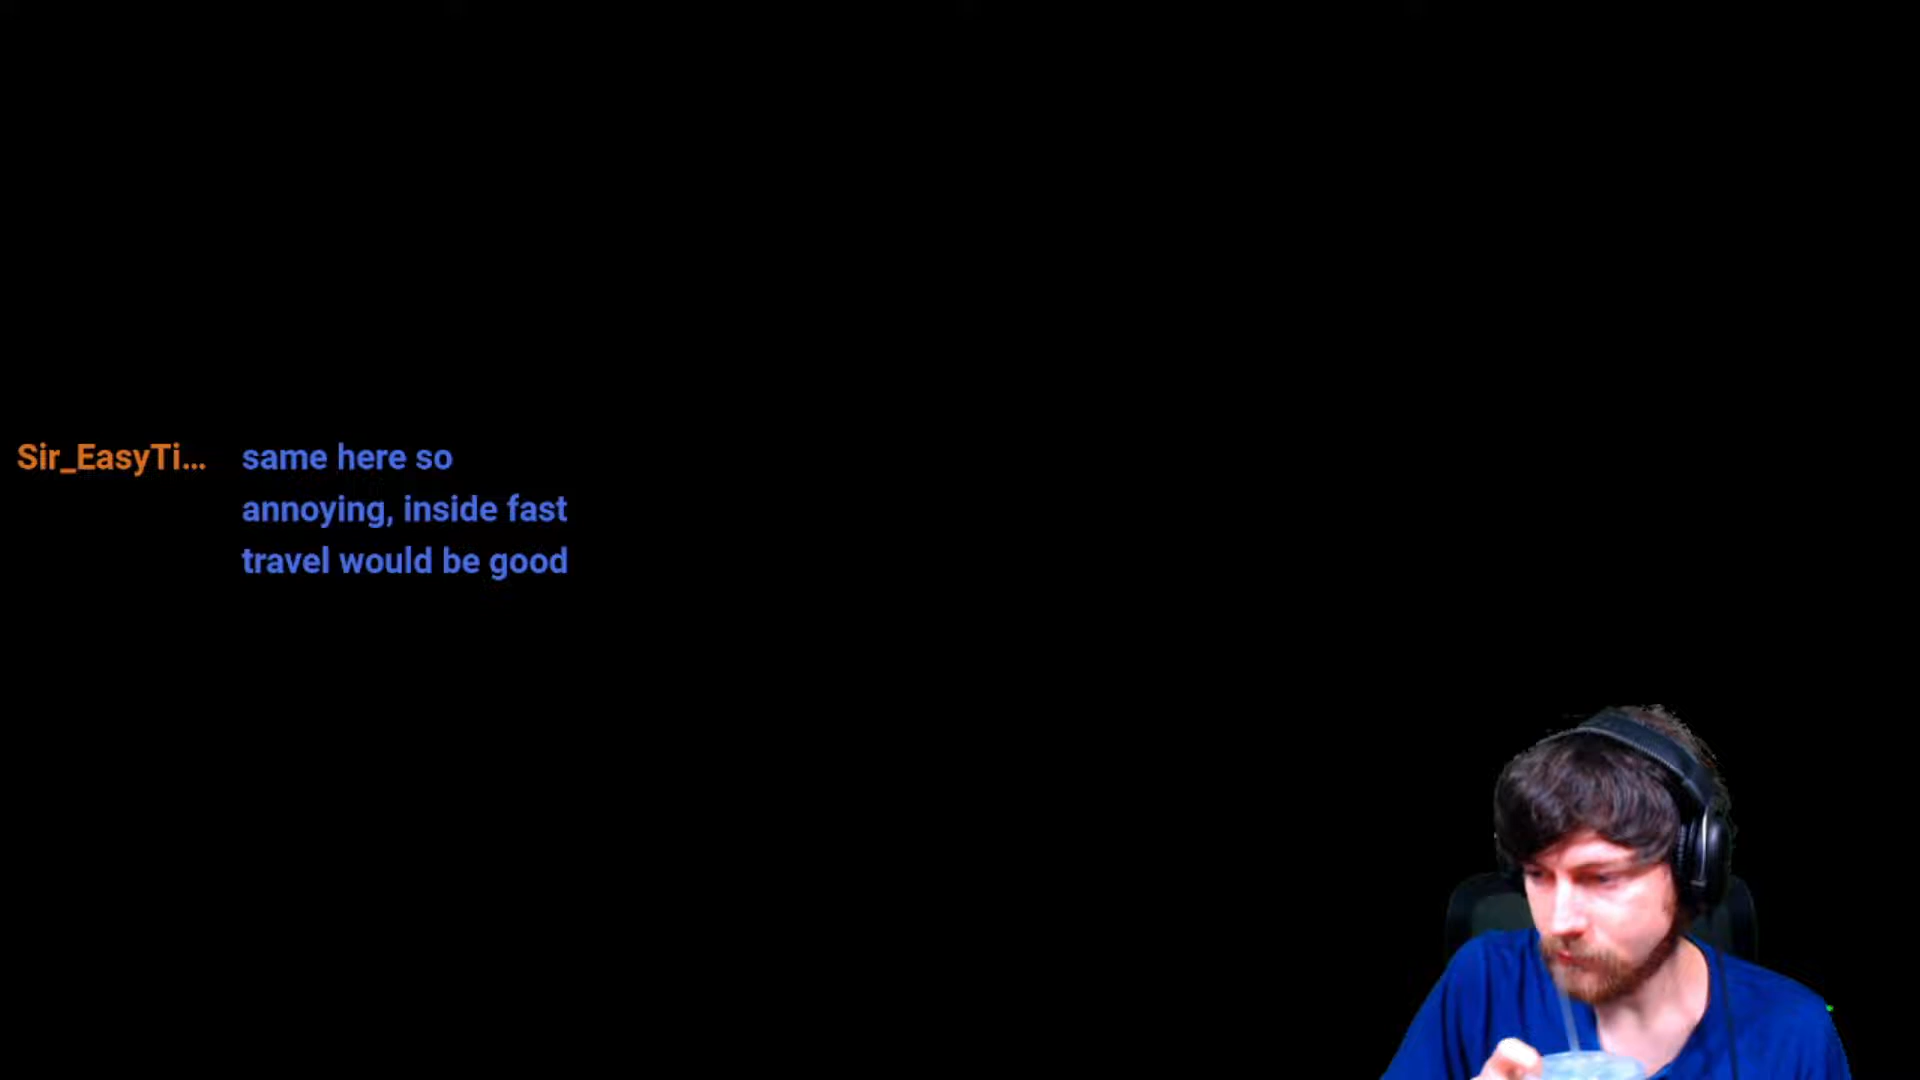 Sir_EasyTi... same here so
annoying, inside fast
travel would be good